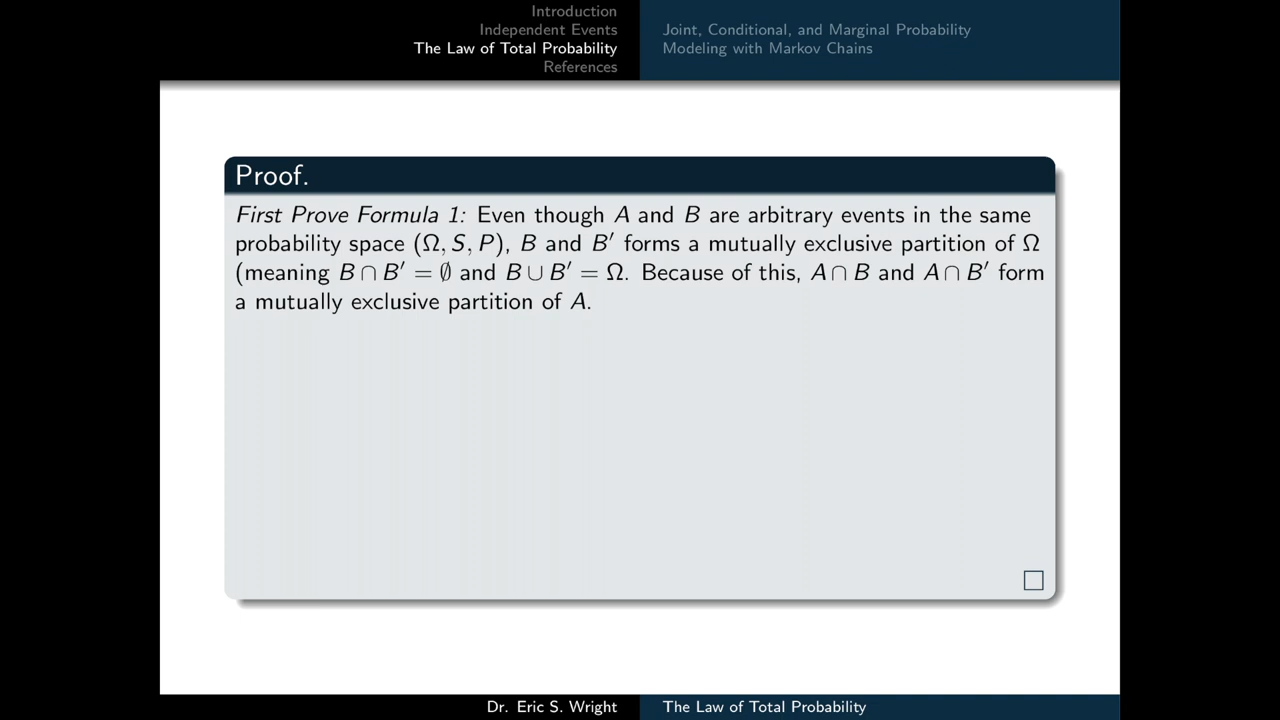 Introduction
Independent Events
The Law of Total Probability
References
Joint, Conditional, and Marginal Probability
Modeling with Markov Chains
Proof.
First Prove Formula 1: Even though A and B are arbitrary events in the same
probability space (Ω, S, P), B and B′ forms a mutually exclusive partition of Ω
(meaning B ∩ B′ = ∅ and B ∪ B′ = Ω. Because of this, A ∩ B and A ∩ B′ form
a mutually exclusive partition of A.
□
Dr. Eric S. Wright
The Law of Total Probability